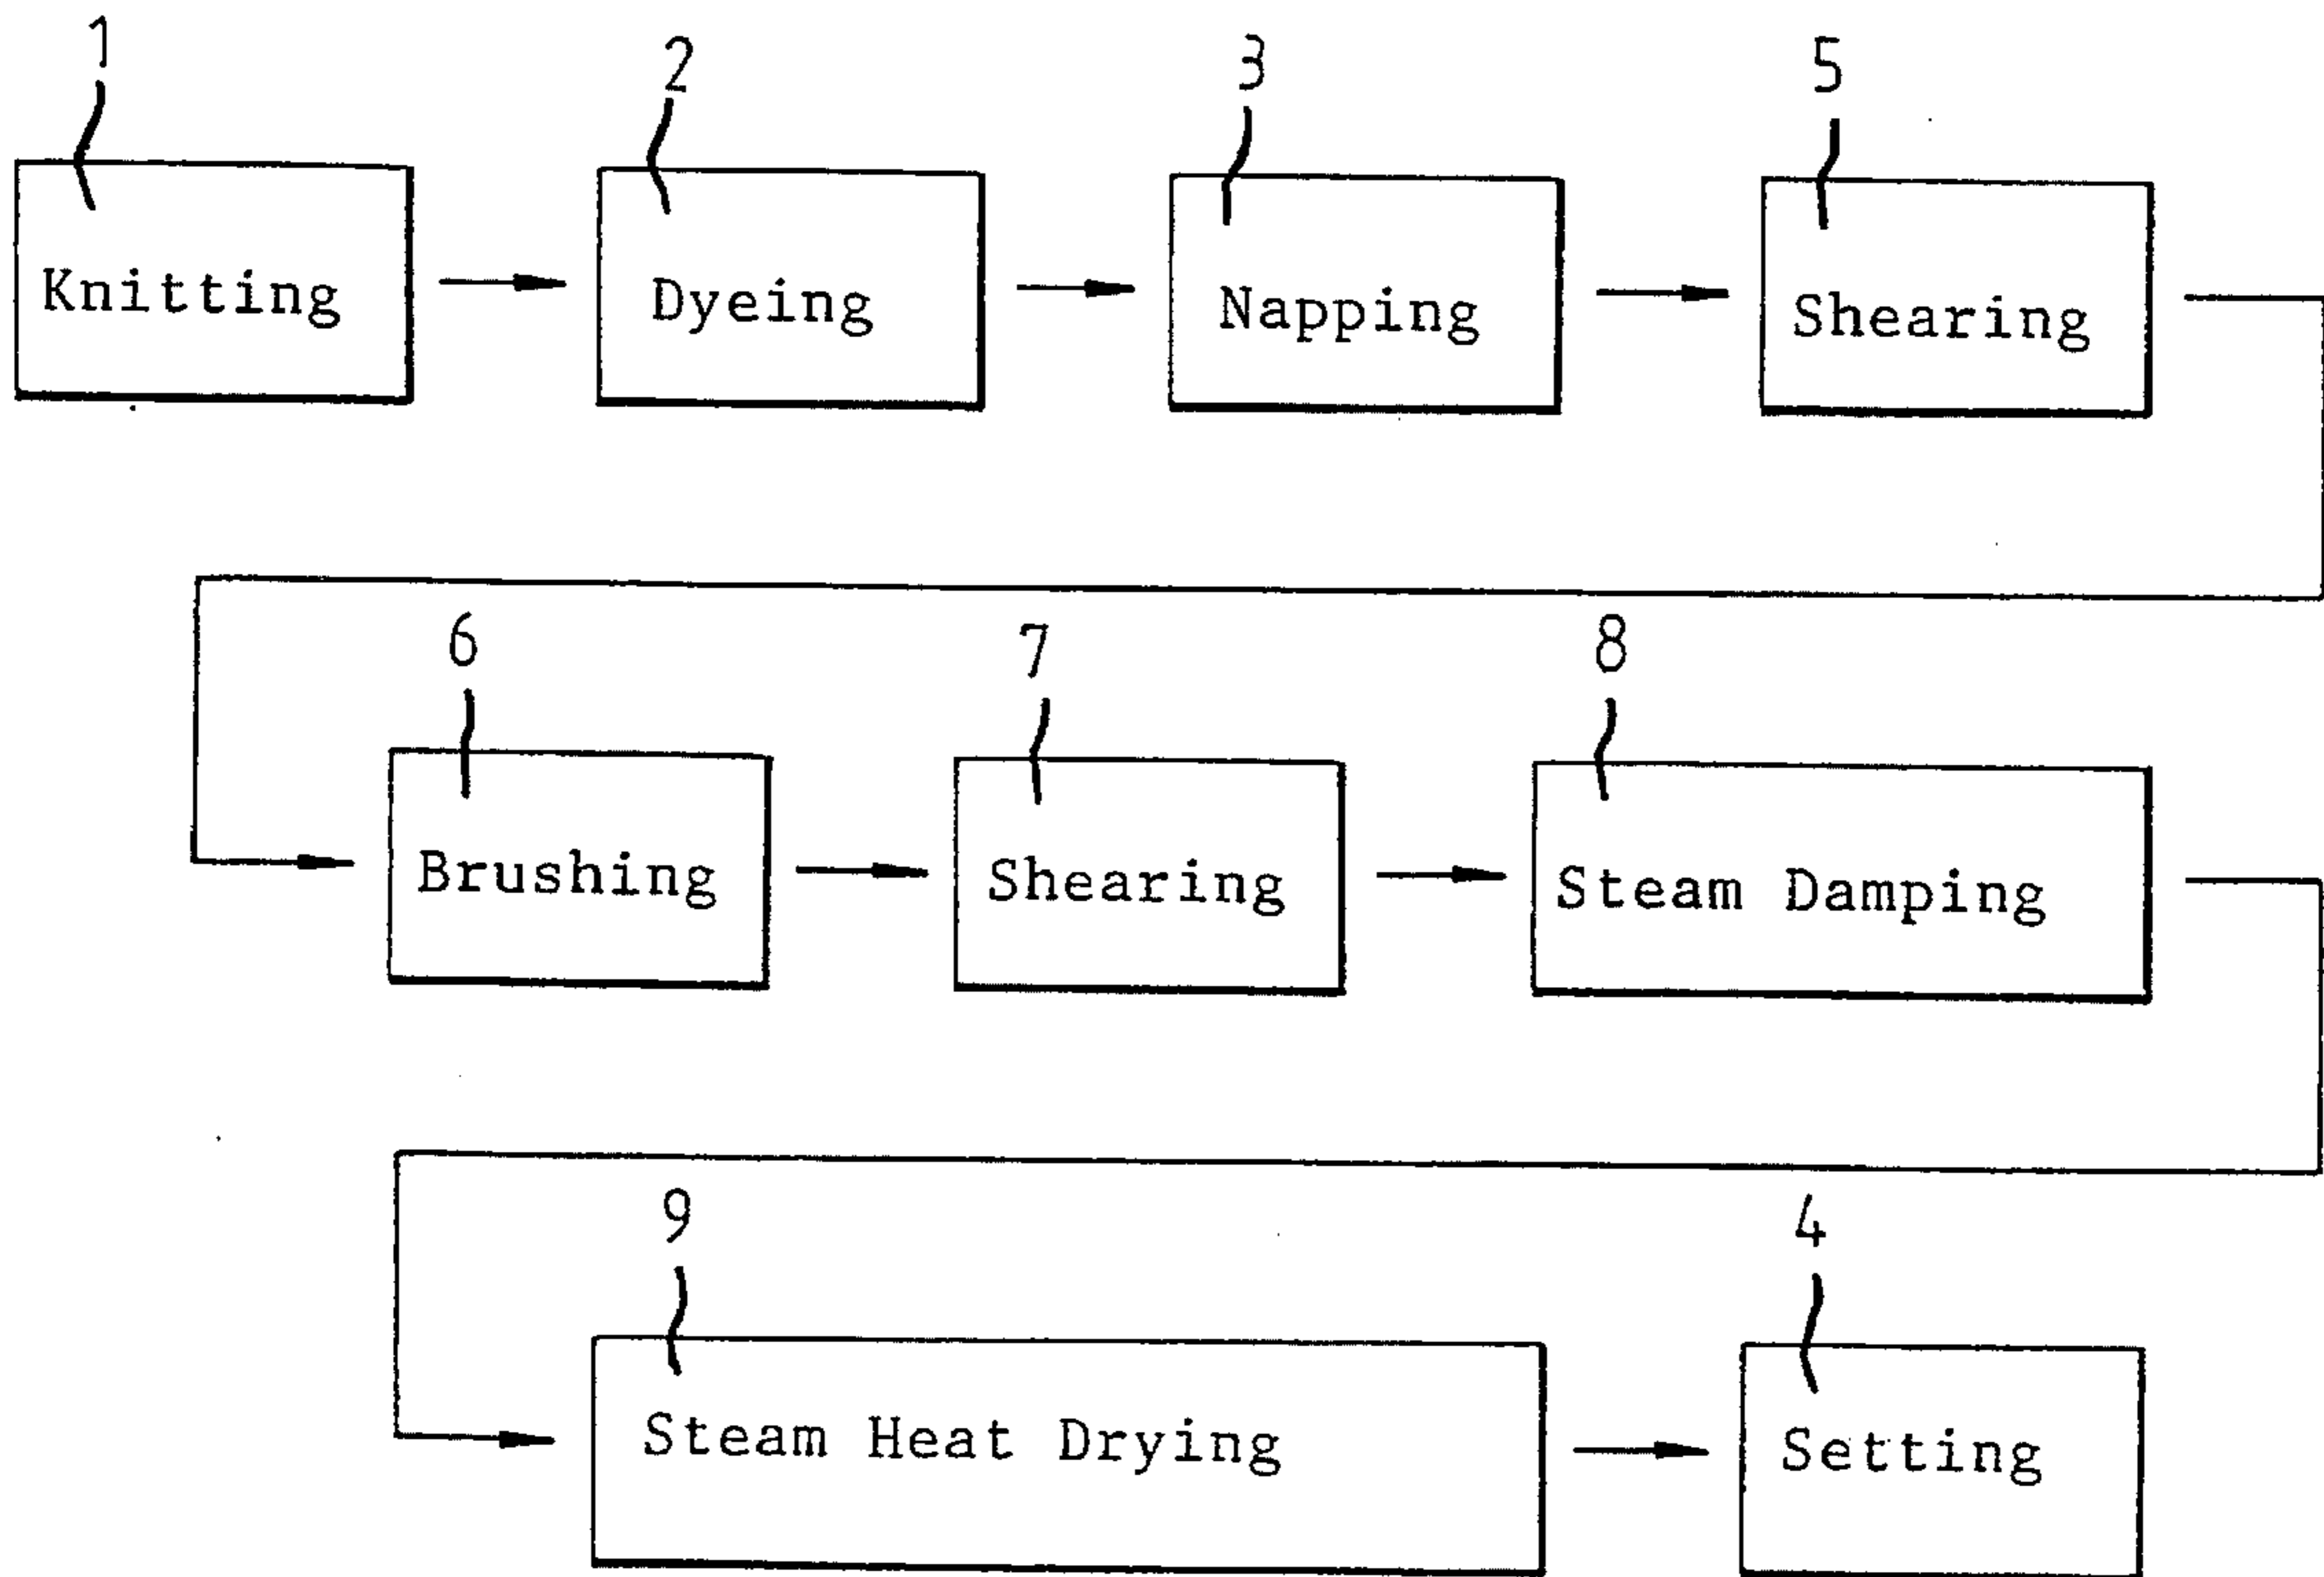 1 2 3 5
Knitting Dyeing Napping Shearing
6 7 8
Brushing Shearing Steam Damping
9 4
Steam Heat Drying Setting